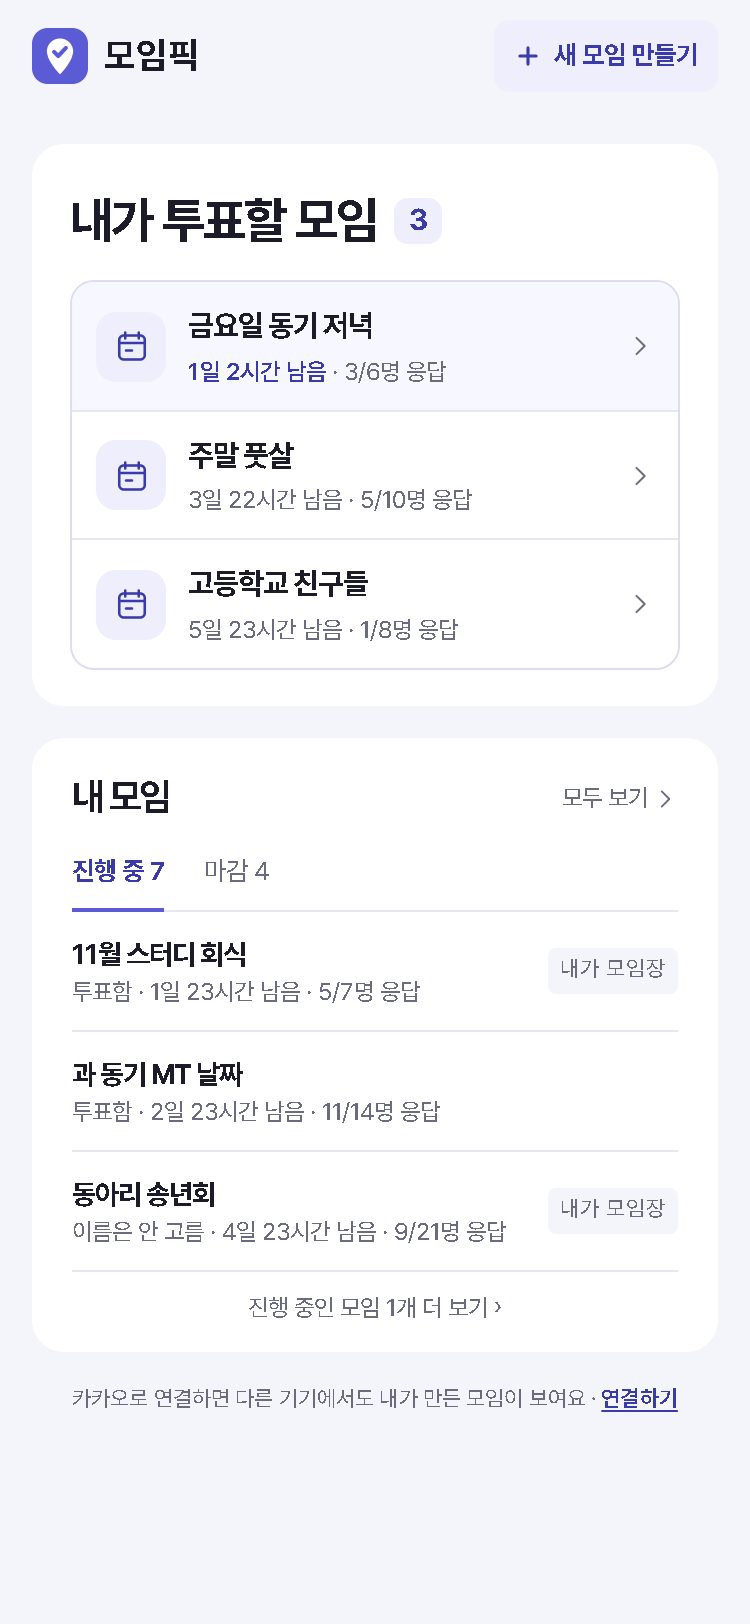 모임픽
+ 새 모임 만들기
내가 투표할 모임 3
금요일 동기 저녁
1일 2시간 남음 · 3/6명 응답
주말 풋살
3일 22시간 남음 · 5/10명 응답
고등학교 친구들
5일 23시간 남음 · 1/8명 응답
내 모임
모두 보기
진행 중 7
마감 4
11월 스터디 회식
투표함 · 1일 23시간 남음 · 5/7명 응답
내가 모임장
과 동기 MT 날짜
투표함 · 2일 23시간 남음 · 11/14명 응답
동아리 송년회
이름은 안 고름 · 4일 23시간 남음 · 9/21명 응답
내가 모임장
진행 중인 모임 1개 더 보기 ›
카카오로 연결하면 다른 기기에서도 내가 만든 모임이 보여요 · 연결하기